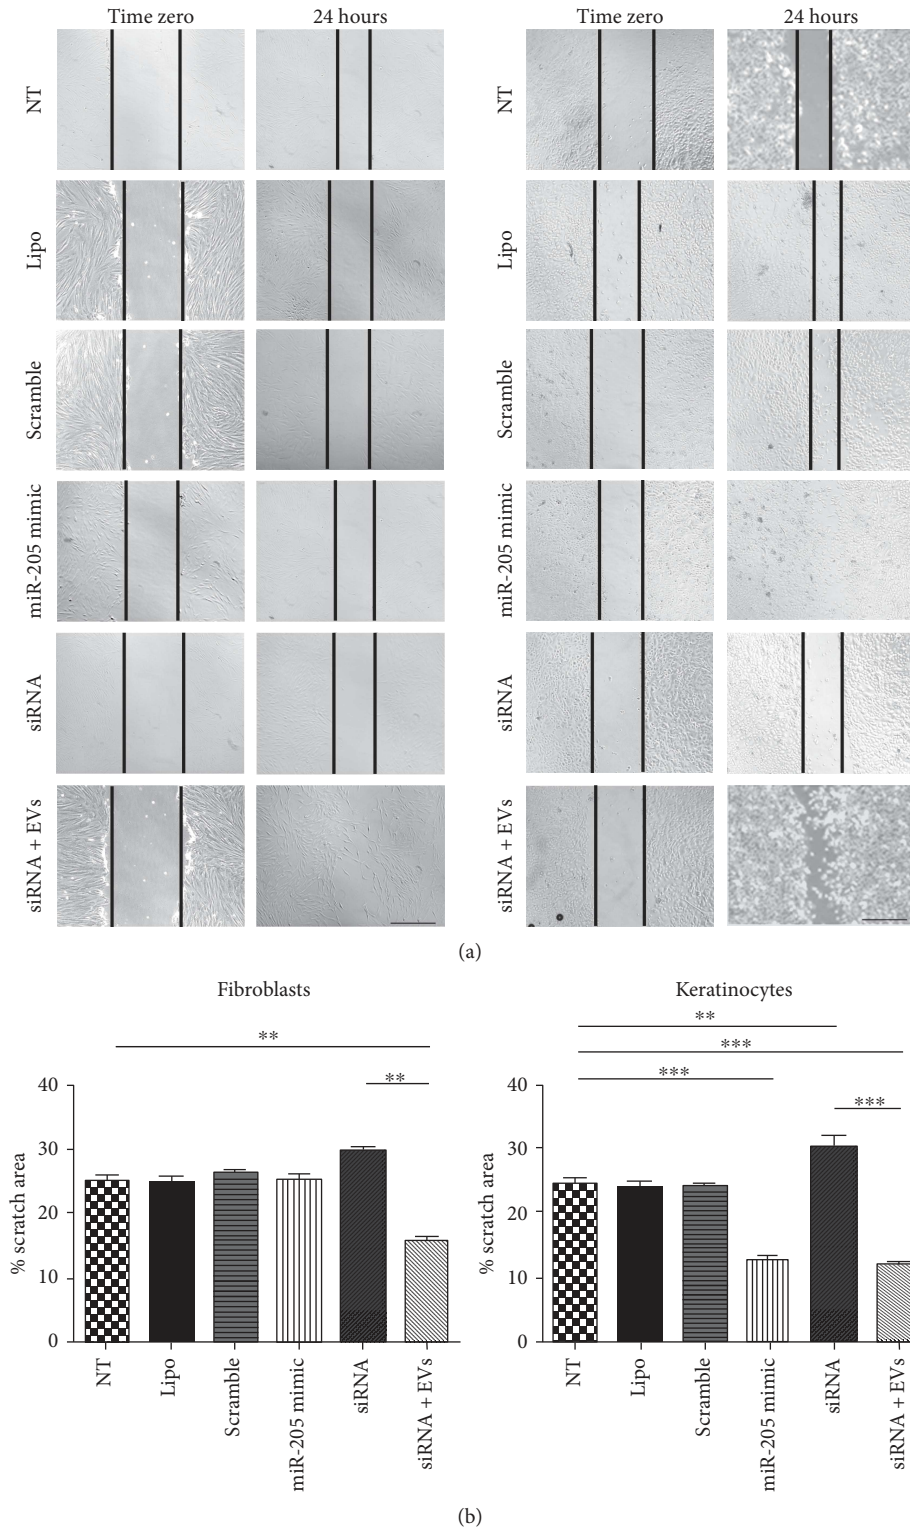 Time zero 24 hours Time zero 24 hours
NT NT
Lipo Lipo
Scramble Scramble
miR-205 mimic miR-205 mimic
siRNA siRNA
siRNA + EVs siRNA + EVs
(a)
Fibroblasts
**
**
40
30
20
10
0
% scratch area
NT
Lipo
Scramble
miR-205 mimic
siRNA
siRNA + EVs
Keratinocytes
**
***
***
***
40
30
20
10
0
% scratch area
NT
Lipo
Scramble
miR-205 mimic
siRNA
siRNA + EVs
(b)